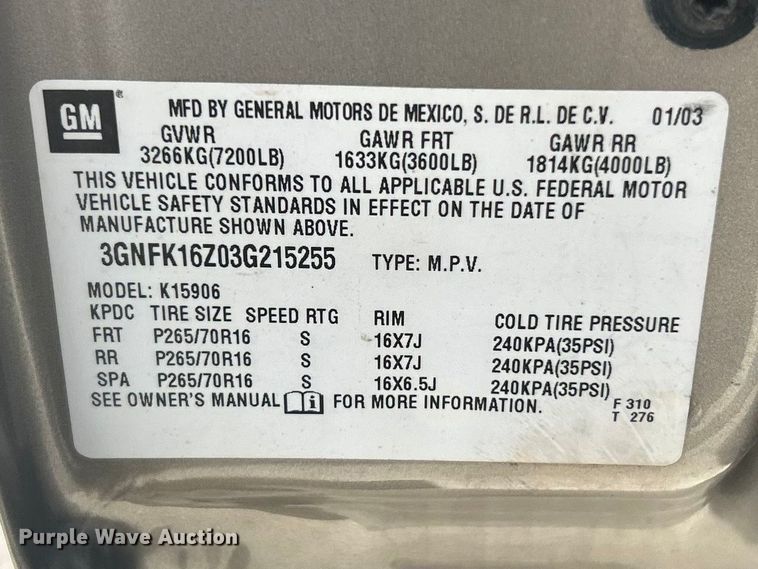 GM ®
MFD BY GENERAL MOTORS DE MEXICO, S. DE R.L. DE C.V. 01/03
GVWR GAWR FRT GAWR RR
3266KG(7200LB) 1633KG(3600LB) 1814KG(4000LB)
THIS VEHICLE CONFORMS TO ALL APPLICABLE U.S. FEDERAL MOTOR
VEHICLE SAFETY STANDARDS IN EFFECT ON THE DATE OF
MANUFACTURE SHOWN ABOVE.
3GNFK16Z03G215255 TYPE: M.P.V.
MODEL: K15906
KPDC TIRE SIZE SPEED RTG RIM COLD TIRE PRESSURE
FRT P265/70R16 S 16X7J 240KPA(35PSI)
RR P265/70R16 S 16X7J 240KPA(35PSI)
SPA P265/70R16 S 16X6.5J 240KPA(35PSI)
SEE OWNER'S MANUAL i FOR MORE INFORMATION. F 310
T 276
Purple Wave Auction